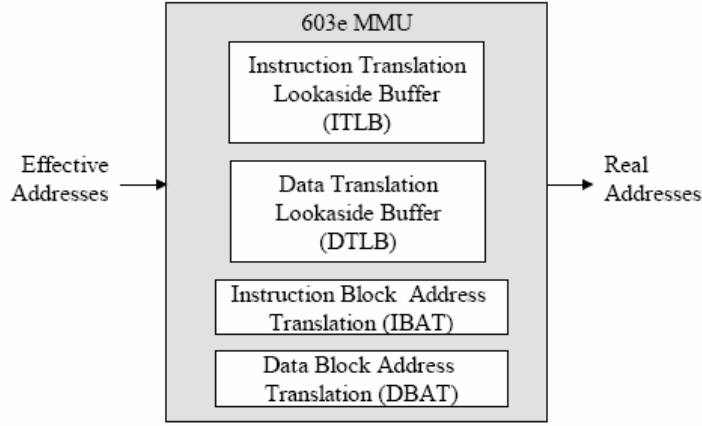 603e MMU
Instruction Translation
Lookaside Buffer
(ITLB)
Effective
Addresses
Data Translation
Lookaside Buffer
(DTLB)
Real
Addresses
Instruction Block Address
Translation (IBAT)
Data Block Address
Translation (DBAT)